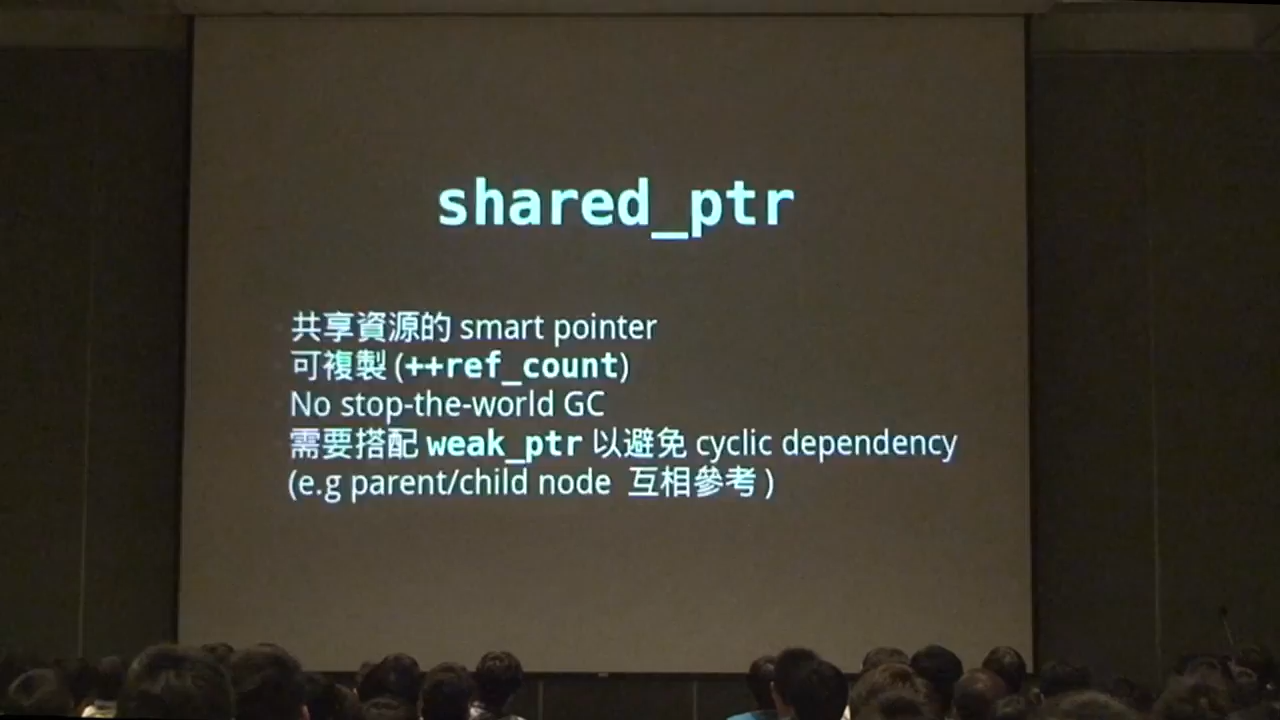 shared_ptr
共享資源的 smart pointer
可複製 (++ref_count)
No stop-the-world GC
需要搭配 weak_ptr 以避免 cyclic dependency
(e.g parent/child node 互相參考 )